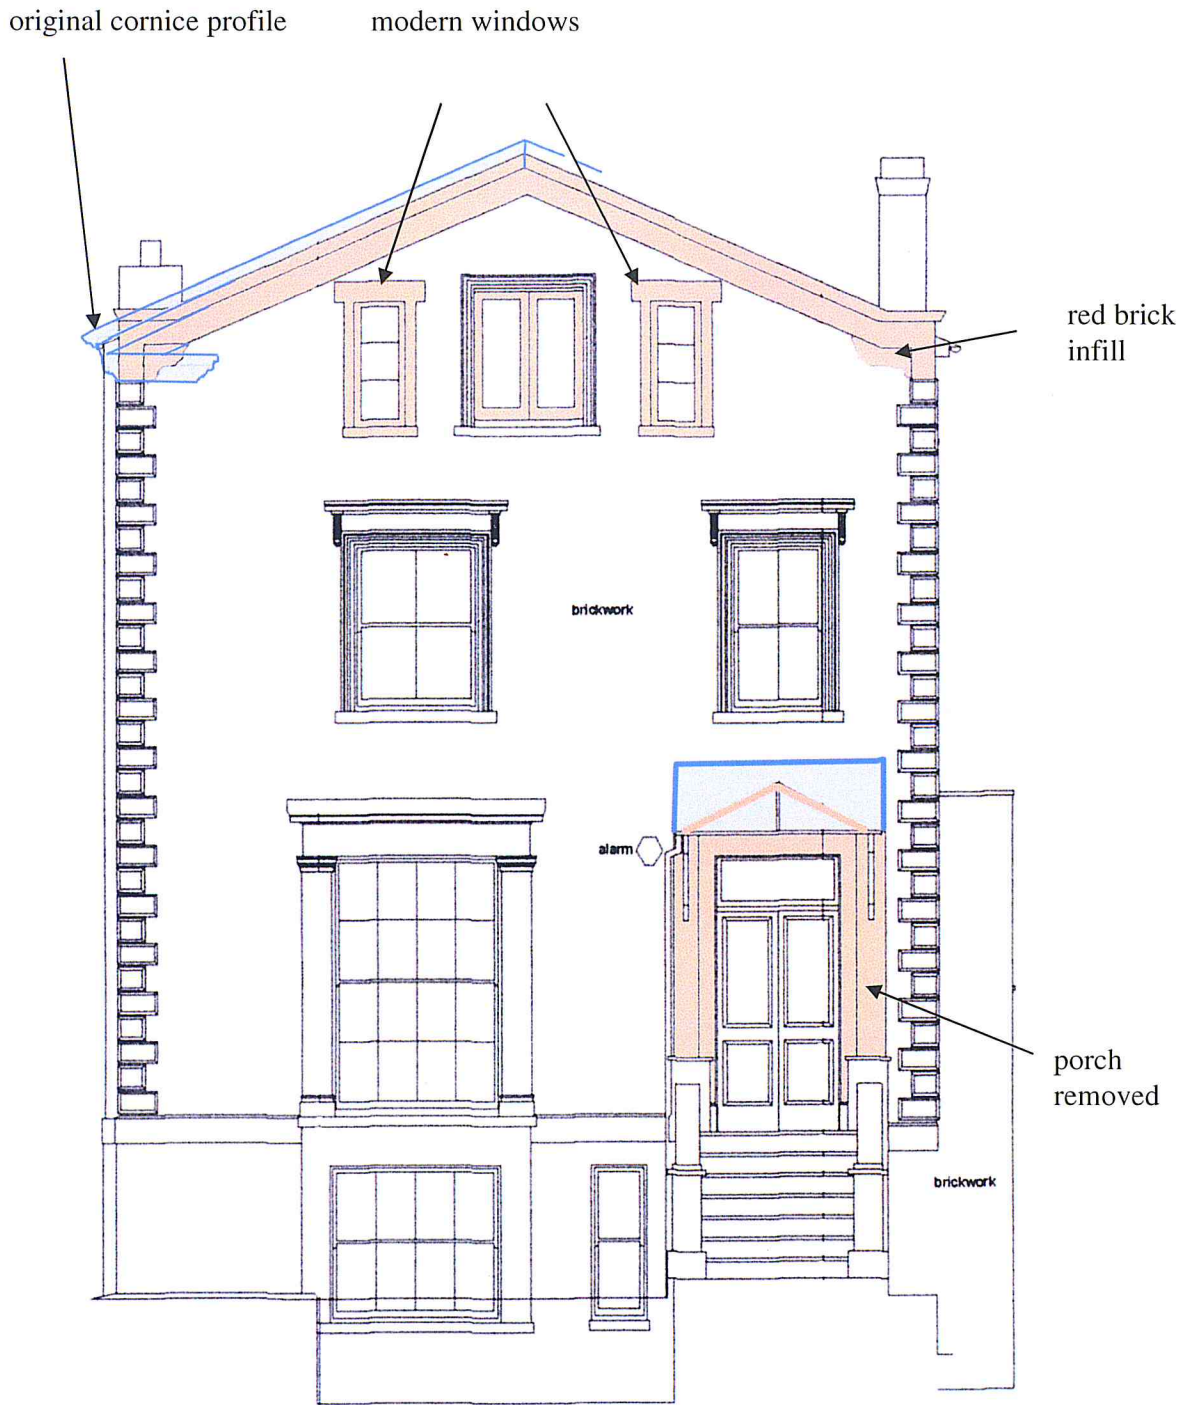 original cornice profile
modern windows
red brick
infill
brickwork
alarm
porch
removed
brickwork